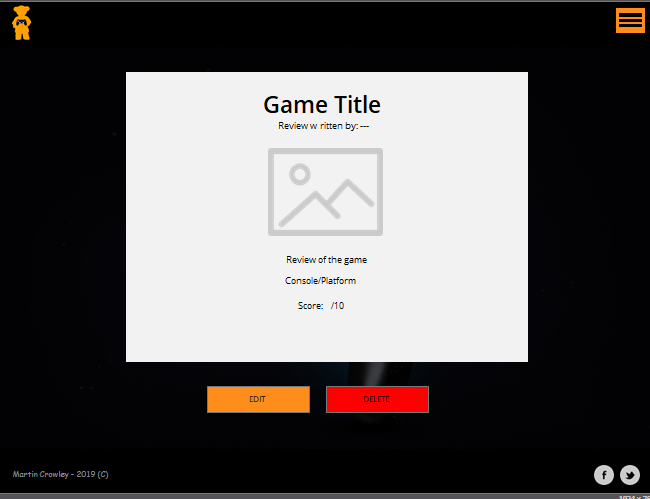 Game Title
Review w ritten by: ---
Review of the game
Console/Platform
Score: /10
EDIT
DELETE
Martin Crowley - 2019 (C)